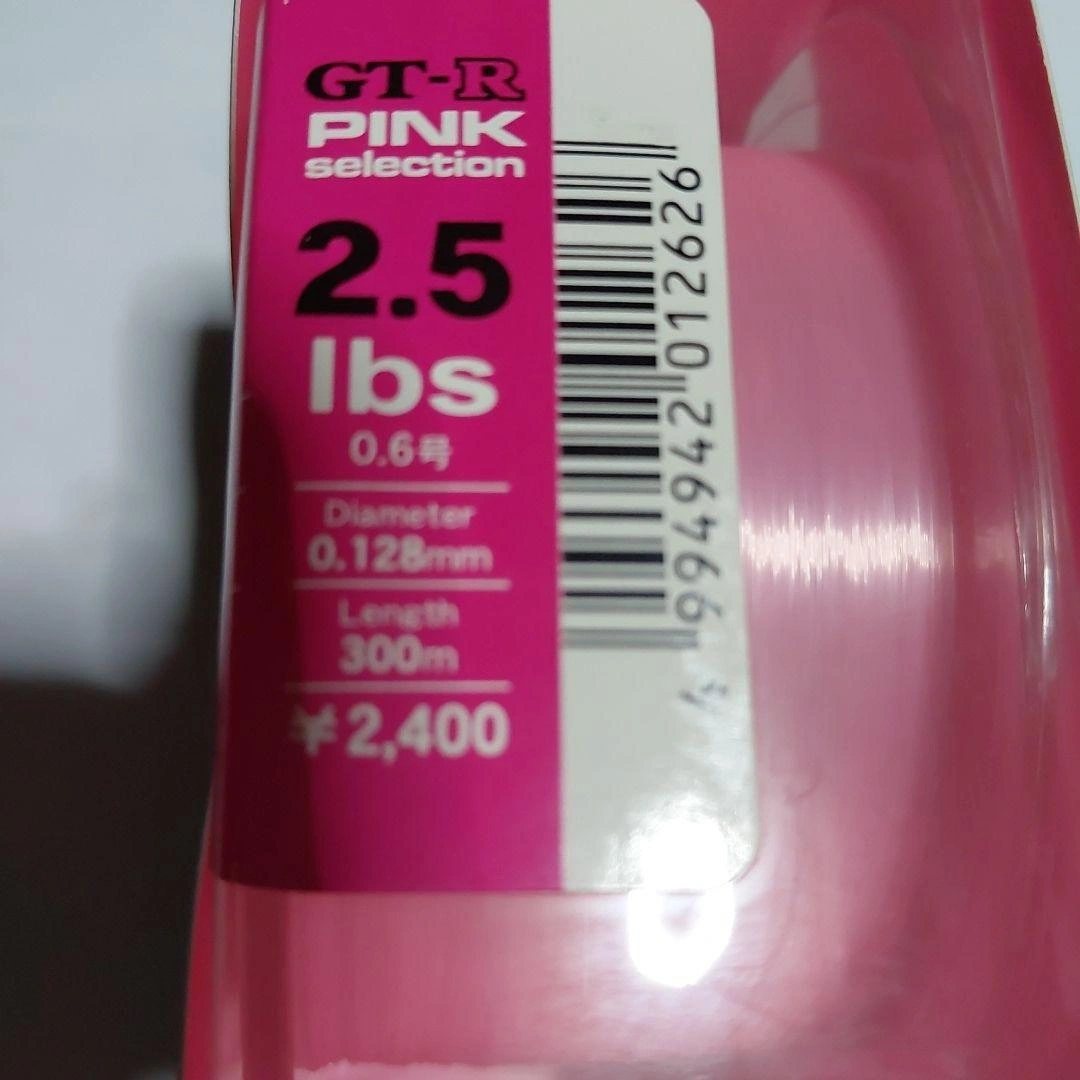 GT-R
PINK
selection
2.5
lbs
0.6号
Diameter
0.128mm
Length
300m
¥2,400
4994942012626